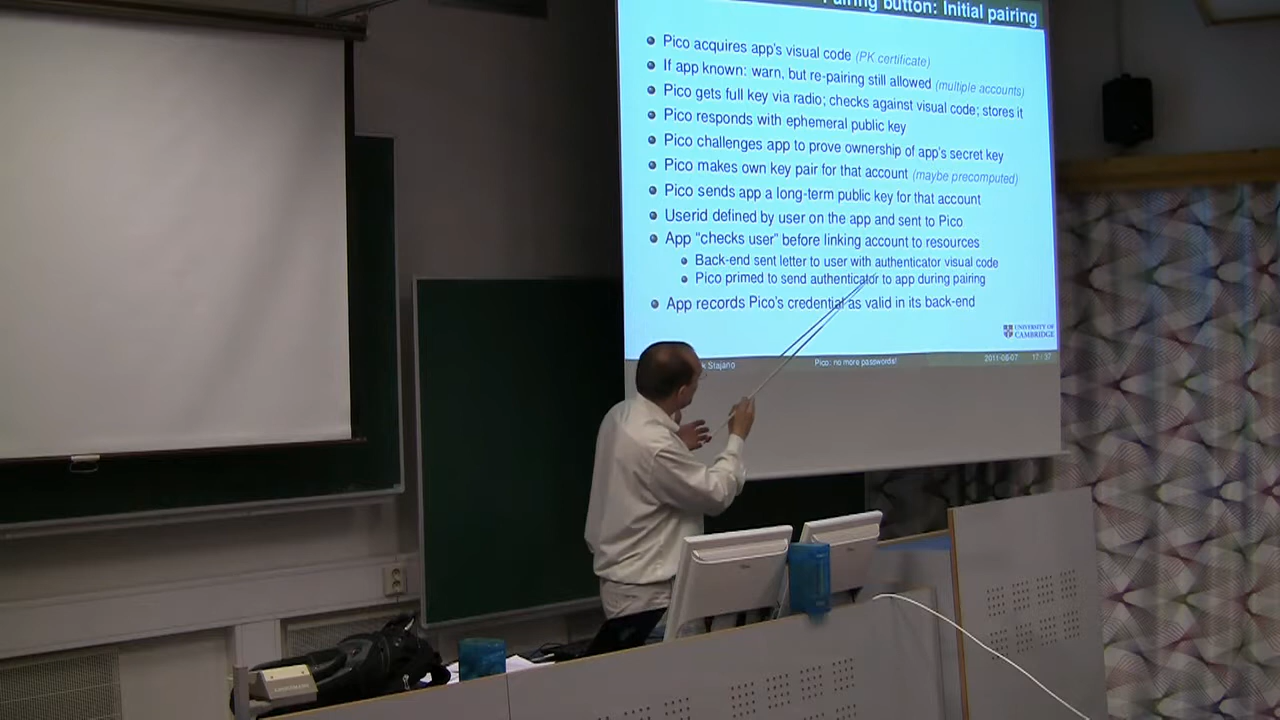 Pairing button: Initial pairing
Pico acquires app's visual code (PK certificate)
If app known: warn, but re-pairing still allowed (multiple accounts)
Pico gets full key via radio; checks against visual code; stores it
Pico responds with ephemeral public key
Pico challenges app to prove ownership of app's secret key
Pico makes own key pair for that account (maybe precomputed)
Pico sends app a long-term public key for that account
Userid defined by user on the app and sent to Pico
App "checks user" before linking account to resources
Back-end sent letter to user with authenticator visual code
Pico primed to send authenticator to app during pairing
App records Pico's credential as valid in its back-end
UNIVERSITY OF
CAMBRIDGE
k Stajano Pico: no more passwords! 2011-06-07 17 / 37